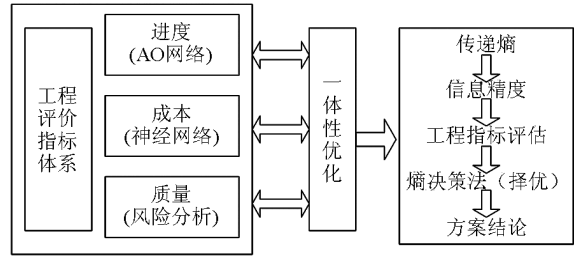 工程
评价指标
体系
进度
(AO网络)
成本
(神经网络)
质量
(风险分析)
一体性优化
传递熵
信息精度
工程指标评估
熵决策法（择优）
方案结论